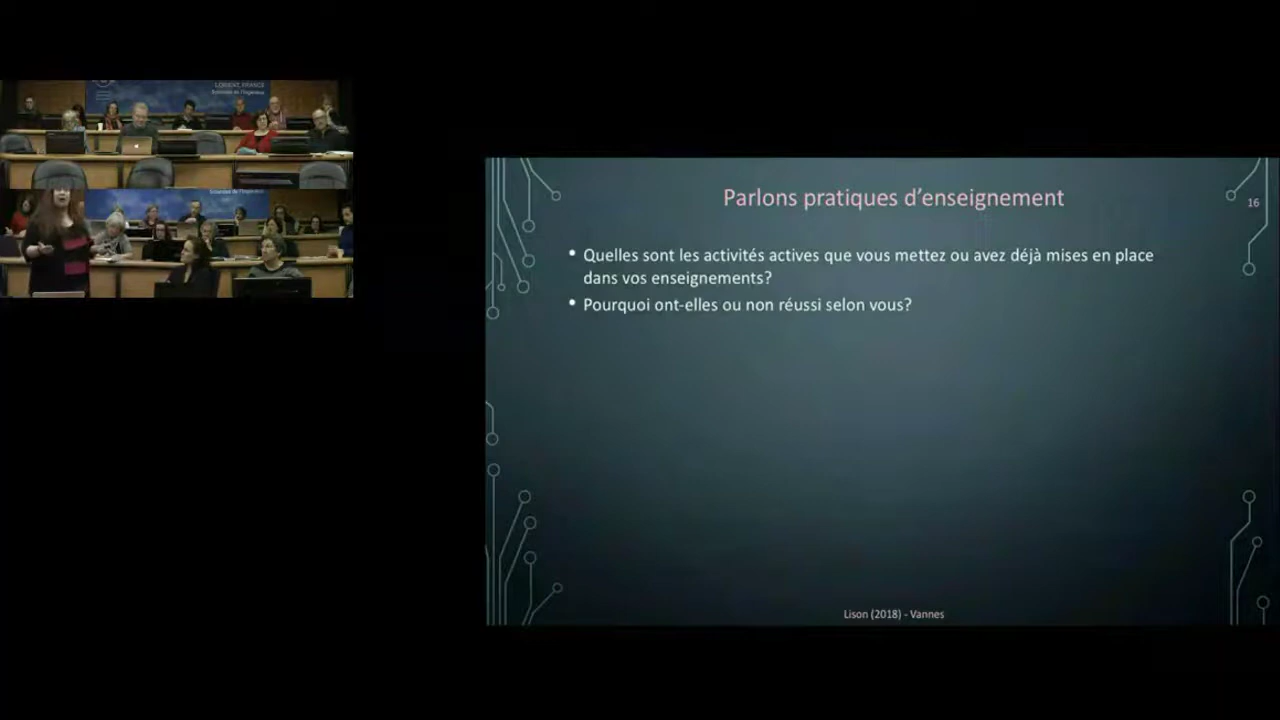 LORIENT, FRANCE
Parlons pratiques d’enseignement
16
• Quelles sont les activités actives que vous mettez ou avez déjà mises en place
dans vos enseignements?
• Pourquoi ont-elles ou non réussi selon vous?
Lison (2018) - Vannes